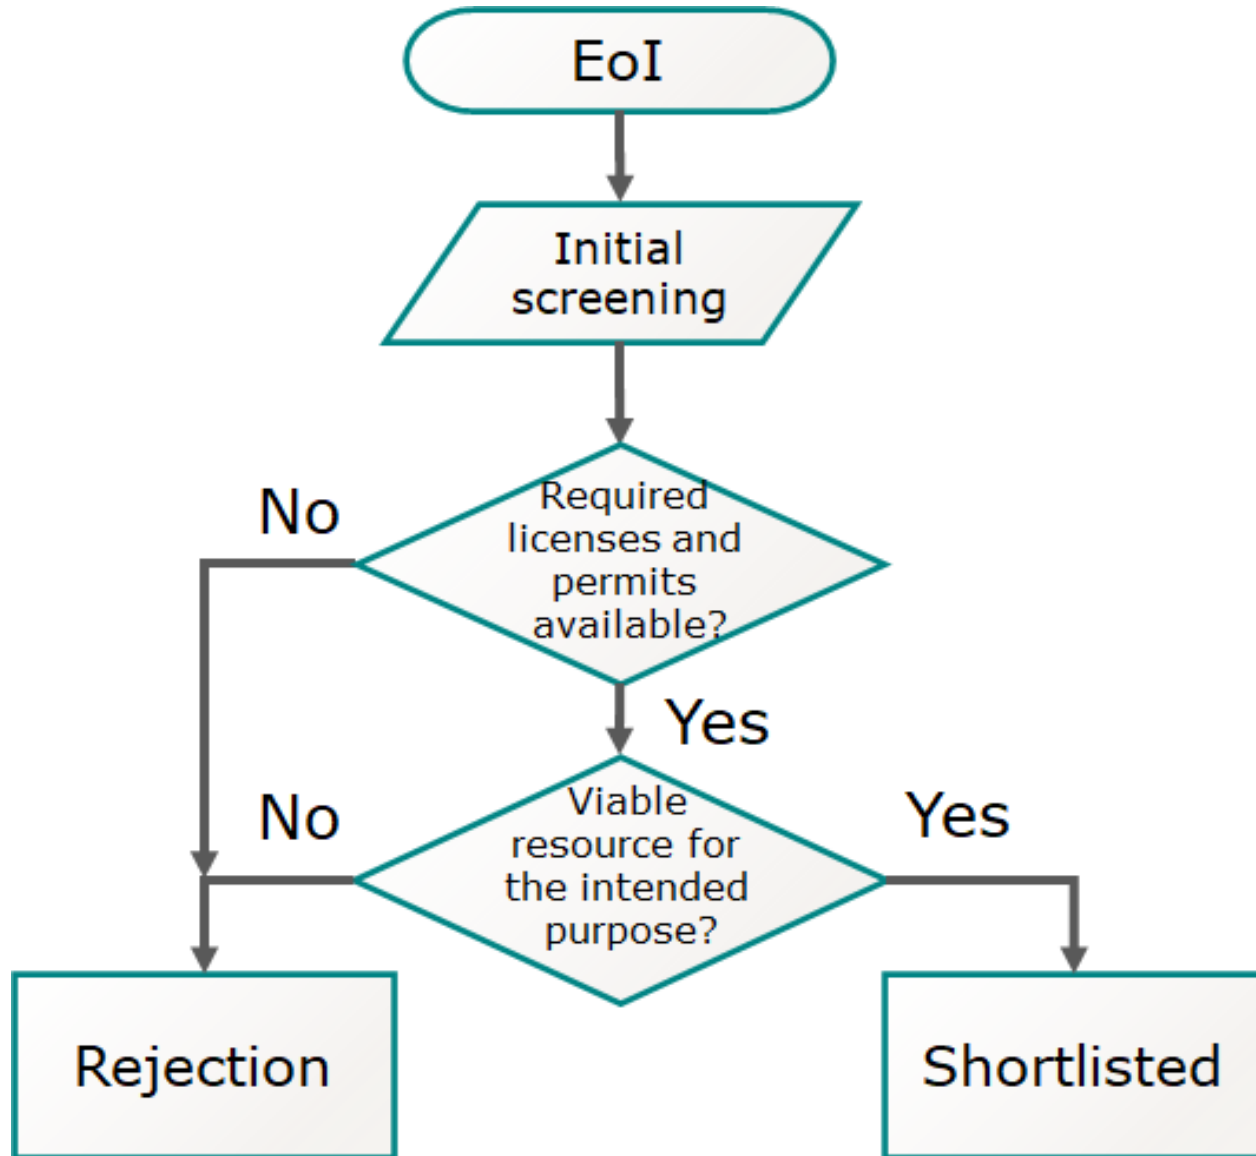 EoI
Initial
screening
No
Required
licenses and
permits
available?
Yes
No
Viable
resource for
the intended
purpose?
Yes
Rejection
Shortlisted